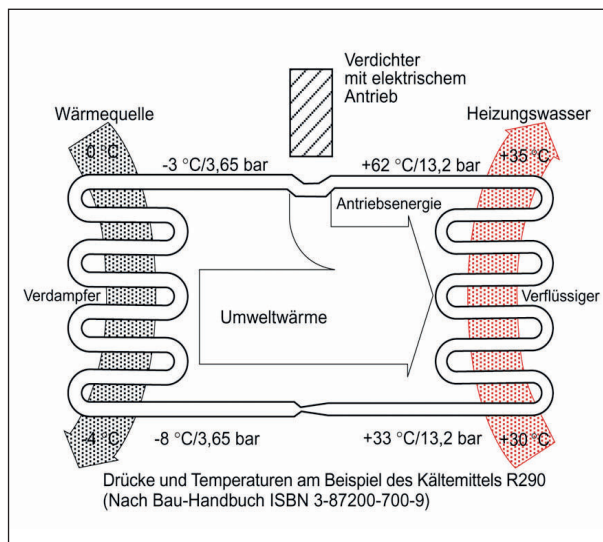 Verdichter
mit elektrischem
Antrieb
Wärmequelle
Heizungswasser
0 °C
-3 °C/3,65 bar
+62 °C/13,2 bar
+35 °C
Antriebsenergie
Verdampfer
Verflüssiger
Umweltwärme
-4 °C
-8 °C/3,65 bar
+33 °C/13,2 bar
+30 °C
Drücke und Temperaturen am Beispiel des Kältemittels R290
(Nach Bau-Handbuch ISBN 3-87200-700-9)